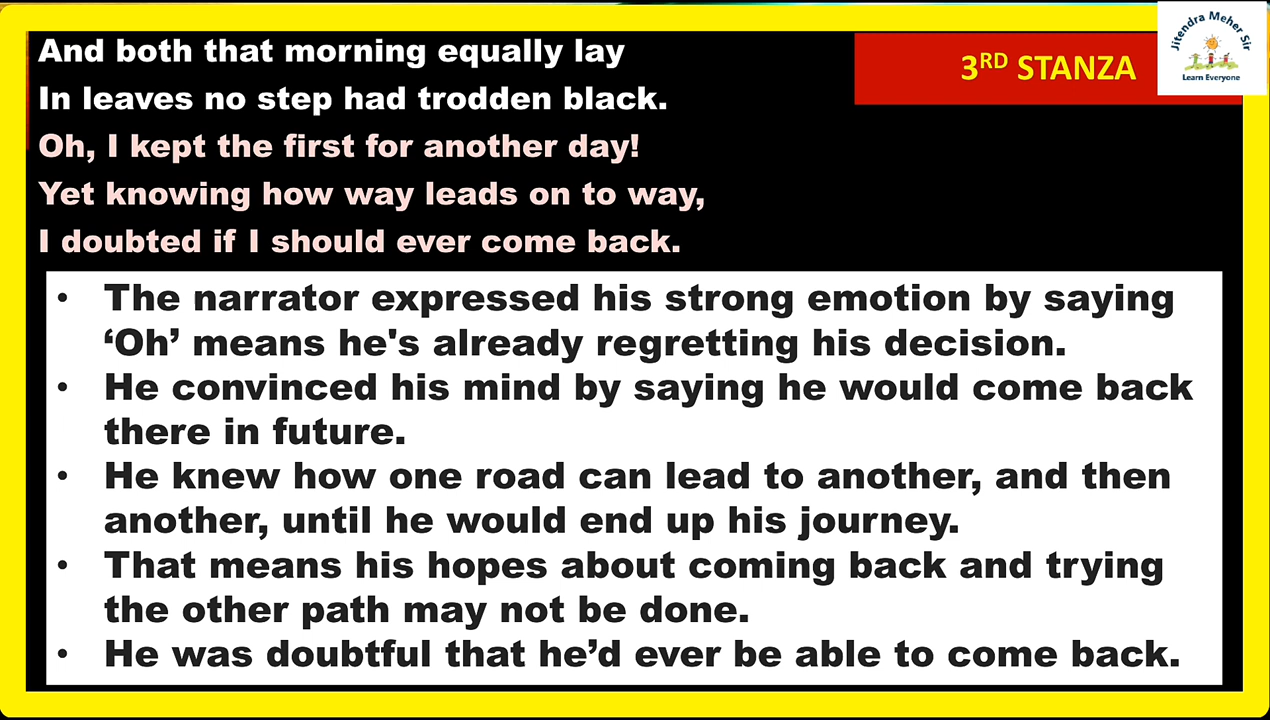 And both that morning equally lay
In leaves no step had trodden black.
Oh, I kept the first for another day!
Yet knowing how way leads on to way,
I doubted if I should ever come back.
3RD STANZA
Jitendra Meher Sir
Learn Everyone
• The narrator expressed his strong emotion by saying
‘Oh’ means he's already regretting his decision.
• He convinced his mind by saying he would come back
there in future.
• He knew how one road can lead to another, and then
another, until he would end up his journey.
• That means his hopes about coming back and trying
the other path may not be done.
• He was doubtful that he’d ever be able to come back.